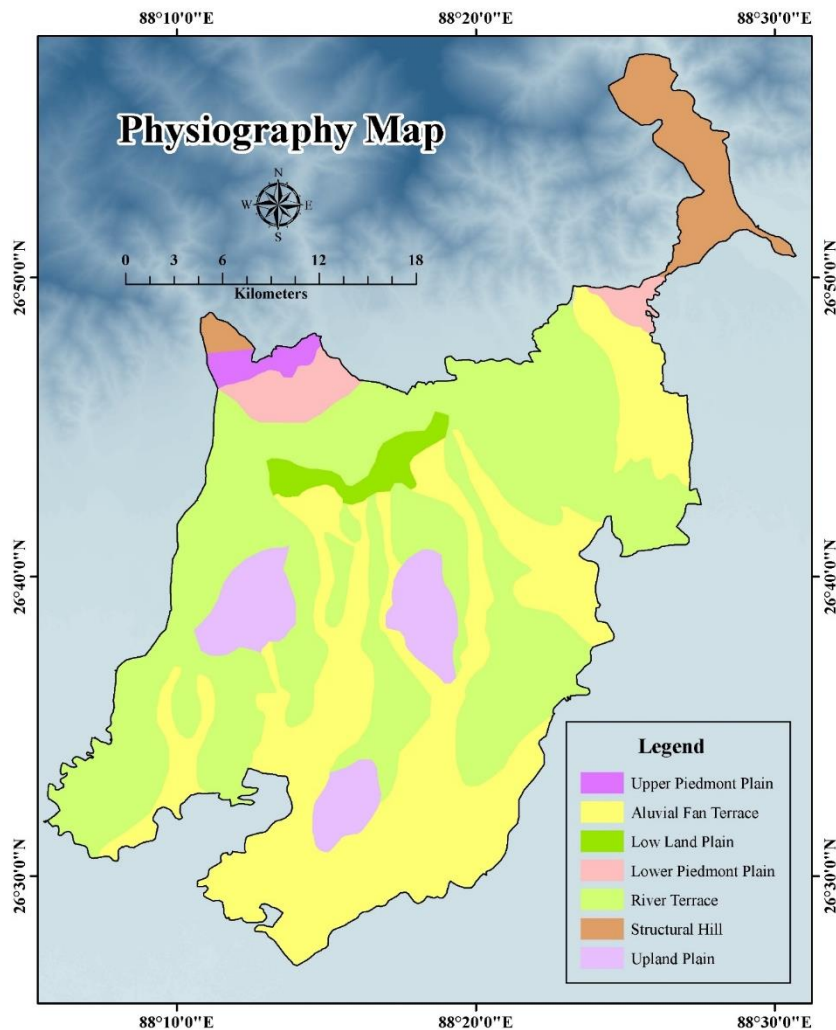 88°10'0"E 88°20'0"E 88°30'0"E
Physiography Map
N
W E
S
0 3 6 12 18
Kilometers
26°50'0"N 26°50'0"N
26°40'0"N 26°40'0"N
Legend
Upper Piedmont Plain
Aluvial Fan Terrace
Low Land Plain
Lower Piedmont Plain
River Terrace
Structural Hill
Upland Plain
26°30'0"N 26°30'0"N
88°10'0"E 88°20'0"E 88°30'0"E